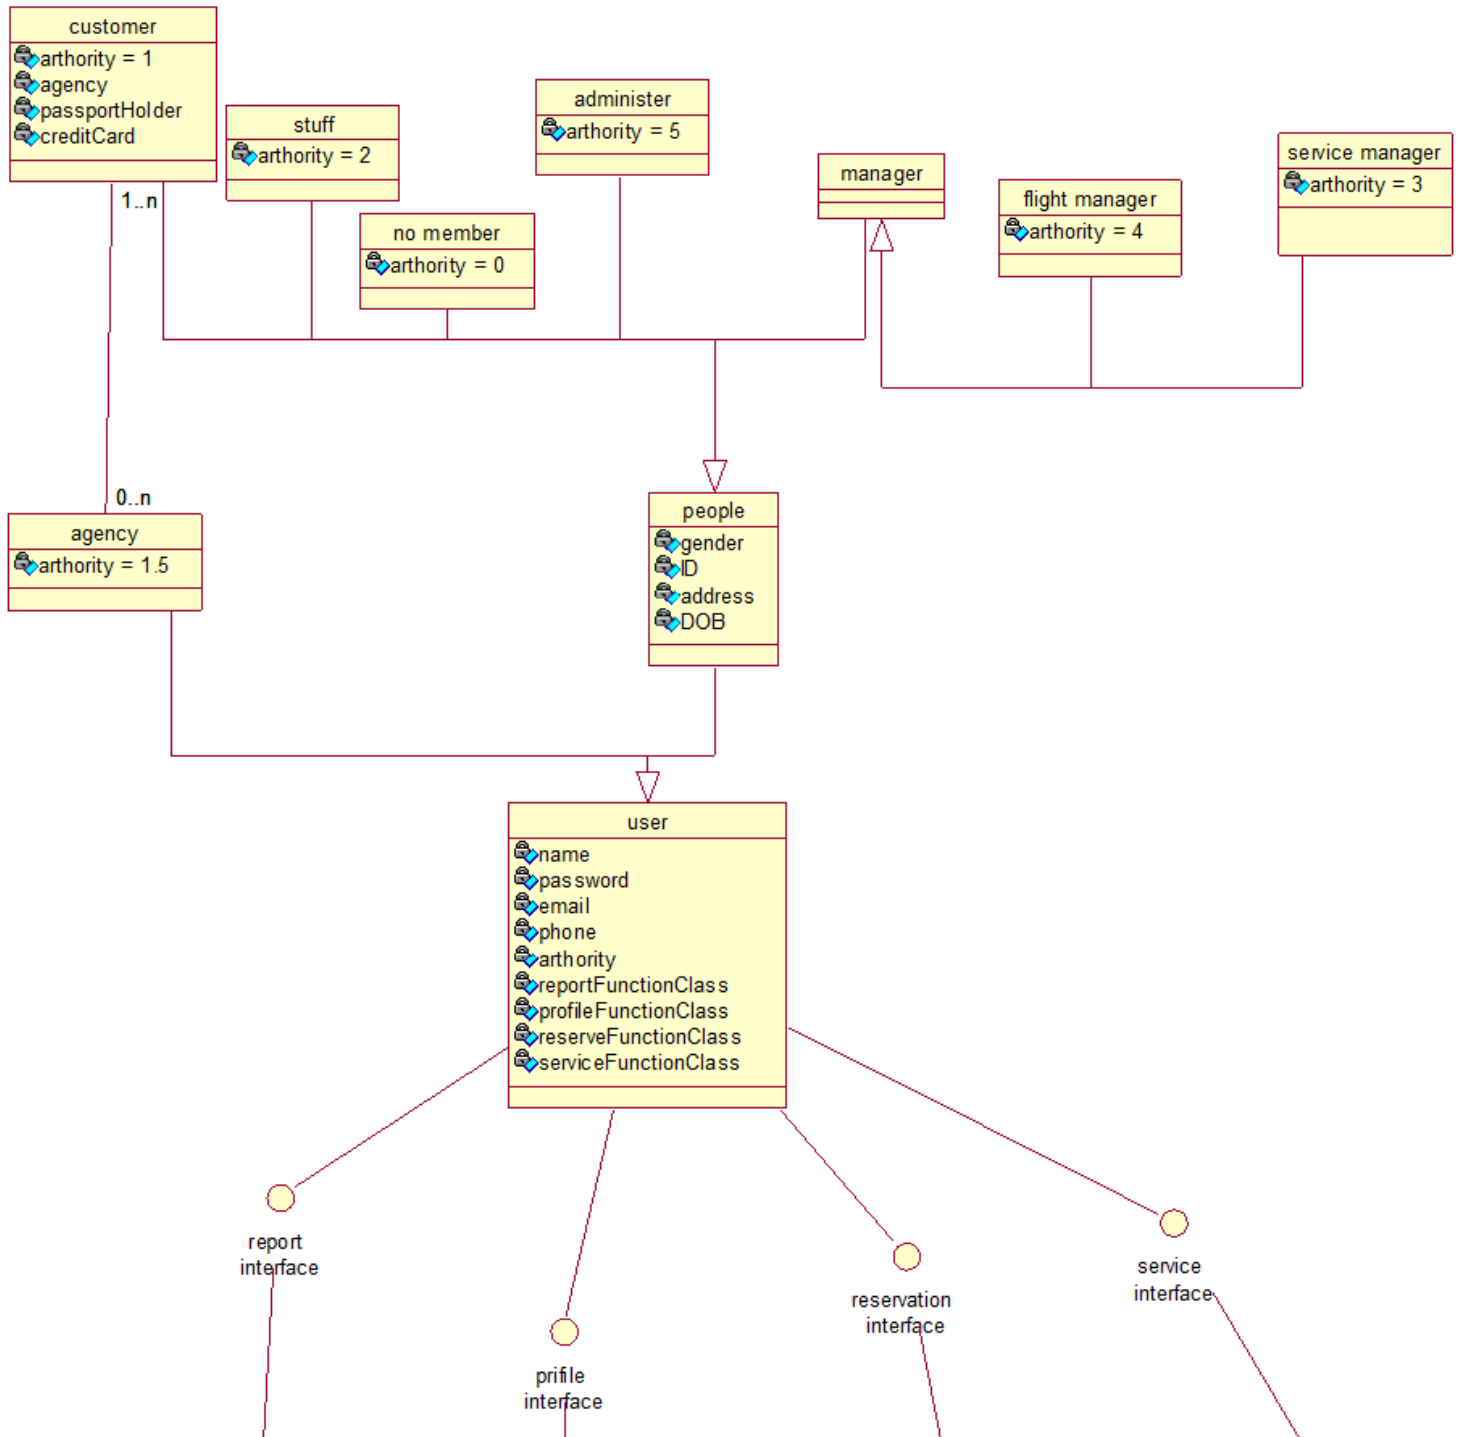 customer
arthority = 1
agency
passportHolder
creditCard
stuff
arthority = 2
administer
arthority = 5
no member
arthority = 0
manager
flight manager
arthority = 4
service manager
arthority = 3
1..n
0..n
agency
arthority = 1.5
people
gender
ID
address
DOB
user
name
password
email
phone
arthority
reportFunctionClass
profileFunctionClass
reserveFunctionClass
serviceFunctionClass
report
interface
prifile
interface
reservation
interface
service
interface